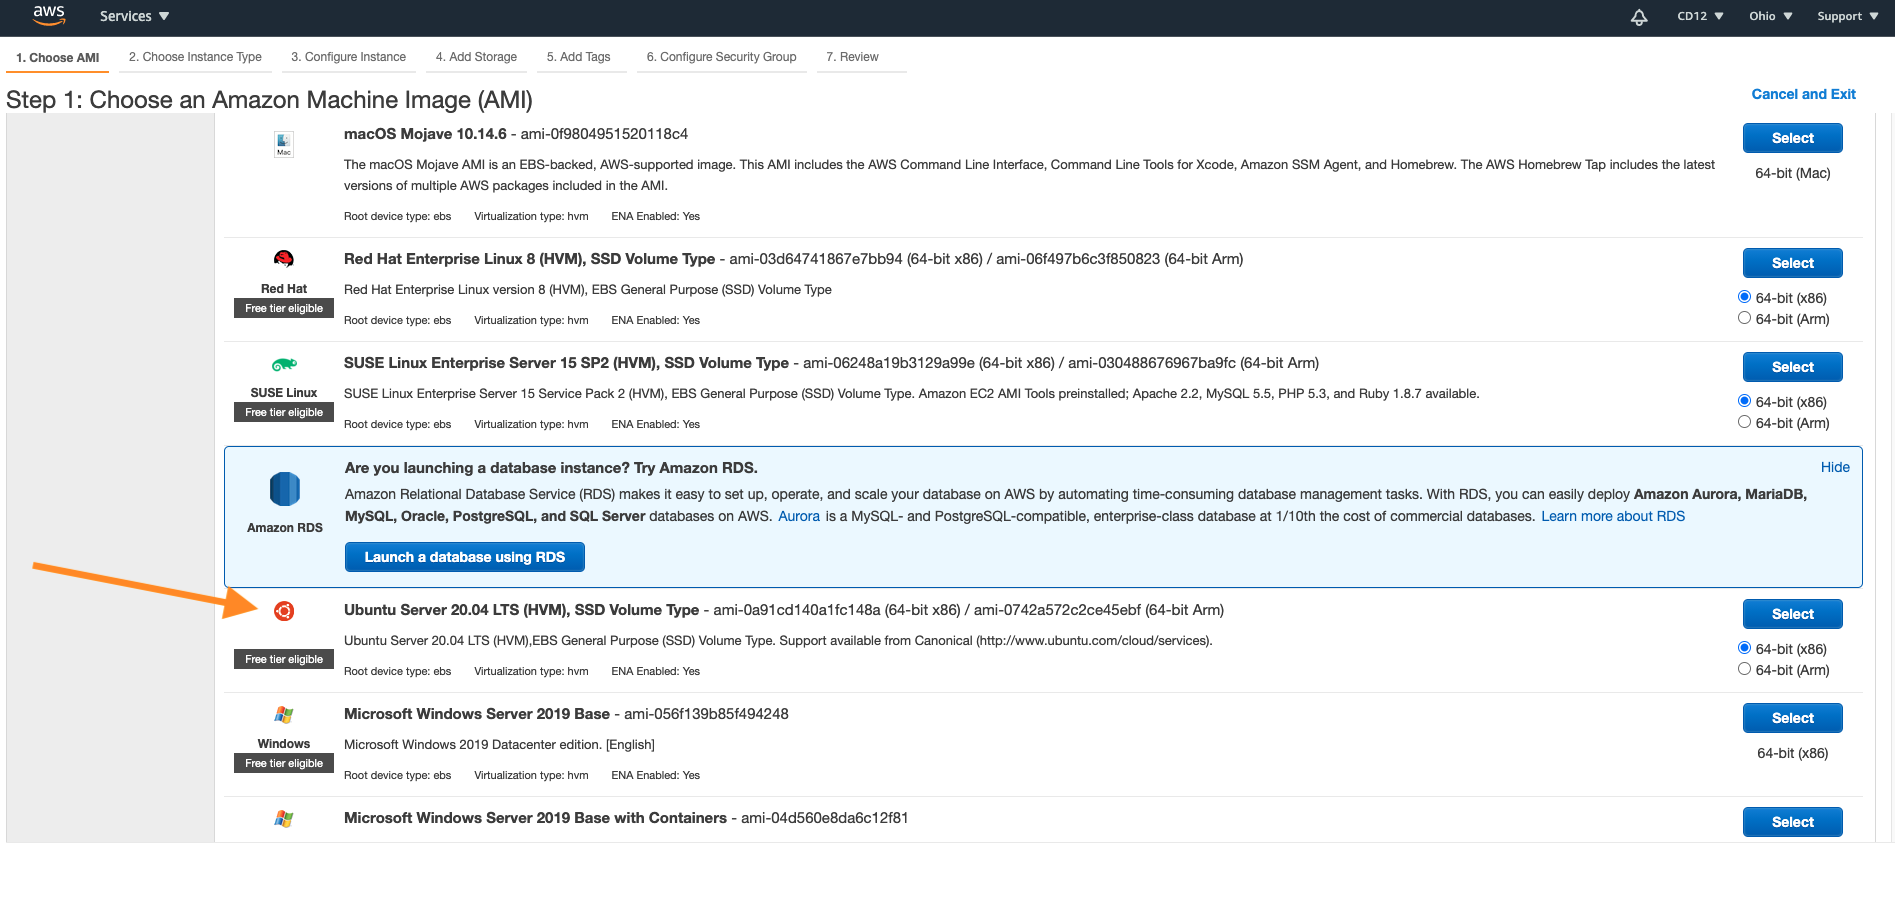 aws Services CD12 Ohio Support
1. Choose AMI 2. Choose Instance Type 3. Configure Instance 4. Add Storage 5. Add Tags 6. Configure Security Group 7. Review
Step 1: Choose an Amazon Machine Image (AMI)
Cancel and Exit
Mac
macOS Mojave 10.14.6 - ami-0f9804951520118c4
Select
The macOS Mojave AMI is an EBS-backed, AWS-supported image. This AMI includes the AWS Command Line Interface, Command Line Tools for Xcode, Amazon SSM Agent, and Homebrew. The AWS Homebrew Tap includes the latest
versions of multiple AWS packages included in the AMI.
64-bit (Mac)
Root device type: ebs Virtualization type: hvm ENA Enabled: Yes
Red Hat
Free tier eligible
Red Hat Enterprise Linux 8 (HVM), SSD Volume Type - ami-03d64741867e7bb94 (64-bit x86) / ami-06f497b6c3f850823 (64-bit Arm)
Select
Red Hat Enterprise Linux version 8 (HVM), EBS General Purpose (SSD) Volume Type
64-bit (x86)
64-bit (Arm)
Root device type: ebs Virtualization type: hvm ENA Enabled: Yes
SUSE Linux
Free tier eligible
SUSE Linux Enterprise Server 15 SP2 (HVM), SSD Volume Type - ami-06248a19b3129a99e (64-bit x86) / ami-030488676967ba9fc (64-bit Arm)
Select
SUSE Linux Enterprise Server 15 Service Pack 2 (HVM), EBS General Purpose (SSD) Volume Type. Amazon EC2 AMI Tools preinstalled; Apache 2.2, MySQL 5.5, PHP 5.3, and Ruby 1.8.7 available.
64-bit (x86)
64-bit (Arm)
Root device type: ebs Virtualization type: hvm ENA Enabled: Yes
Amazon RDS
Are you launching a database instance? Try Amazon RDS.
Hide
Amazon Relational Database Service (RDS) makes it easy to set up, operate, and scale your database on AWS by automating time-consuming database management tasks. With RDS, you can easily deploy Amazon Aurora, MariaDB,
MySQL, Oracle, PostgreSQL, and SQL Server databases on AWS. Aurora is a MySQL- and PostgreSQL-compatible, enterprise-class database at 1/10th the cost of commercial databases. Learn more about RDS
Launch a database using RDS
Free tier eligible
Ubuntu Server 20.04 LTS (HVM), SSD Volume Type - ami-0a91cd140a1fc148a (64-bit x86) / ami-0742a572c2ce45ebf (64-bit Arm)
Select
Ubuntu Server 20.04 LTS (HVM),EBS General Purpose (SSD) Volume Type. Support available from Canonical (http://www.ubuntu.com/cloud/services).
64-bit (x86)
64-bit (Arm)
Root device type: ebs Virtualization type: hvm ENA Enabled: Yes
Windows
Free tier eligible
Microsoft Windows Server 2019 Base - ami-056f139b85f494248
Select
Microsoft Windows 2019 Datacenter edition. [English]
64-bit (x86)
Root device type: ebs Virtualization type: hvm ENA Enabled: Yes
Microsoft Windows Server 2019 Base with Containers - ami-04d560e8da6c12f81
Select